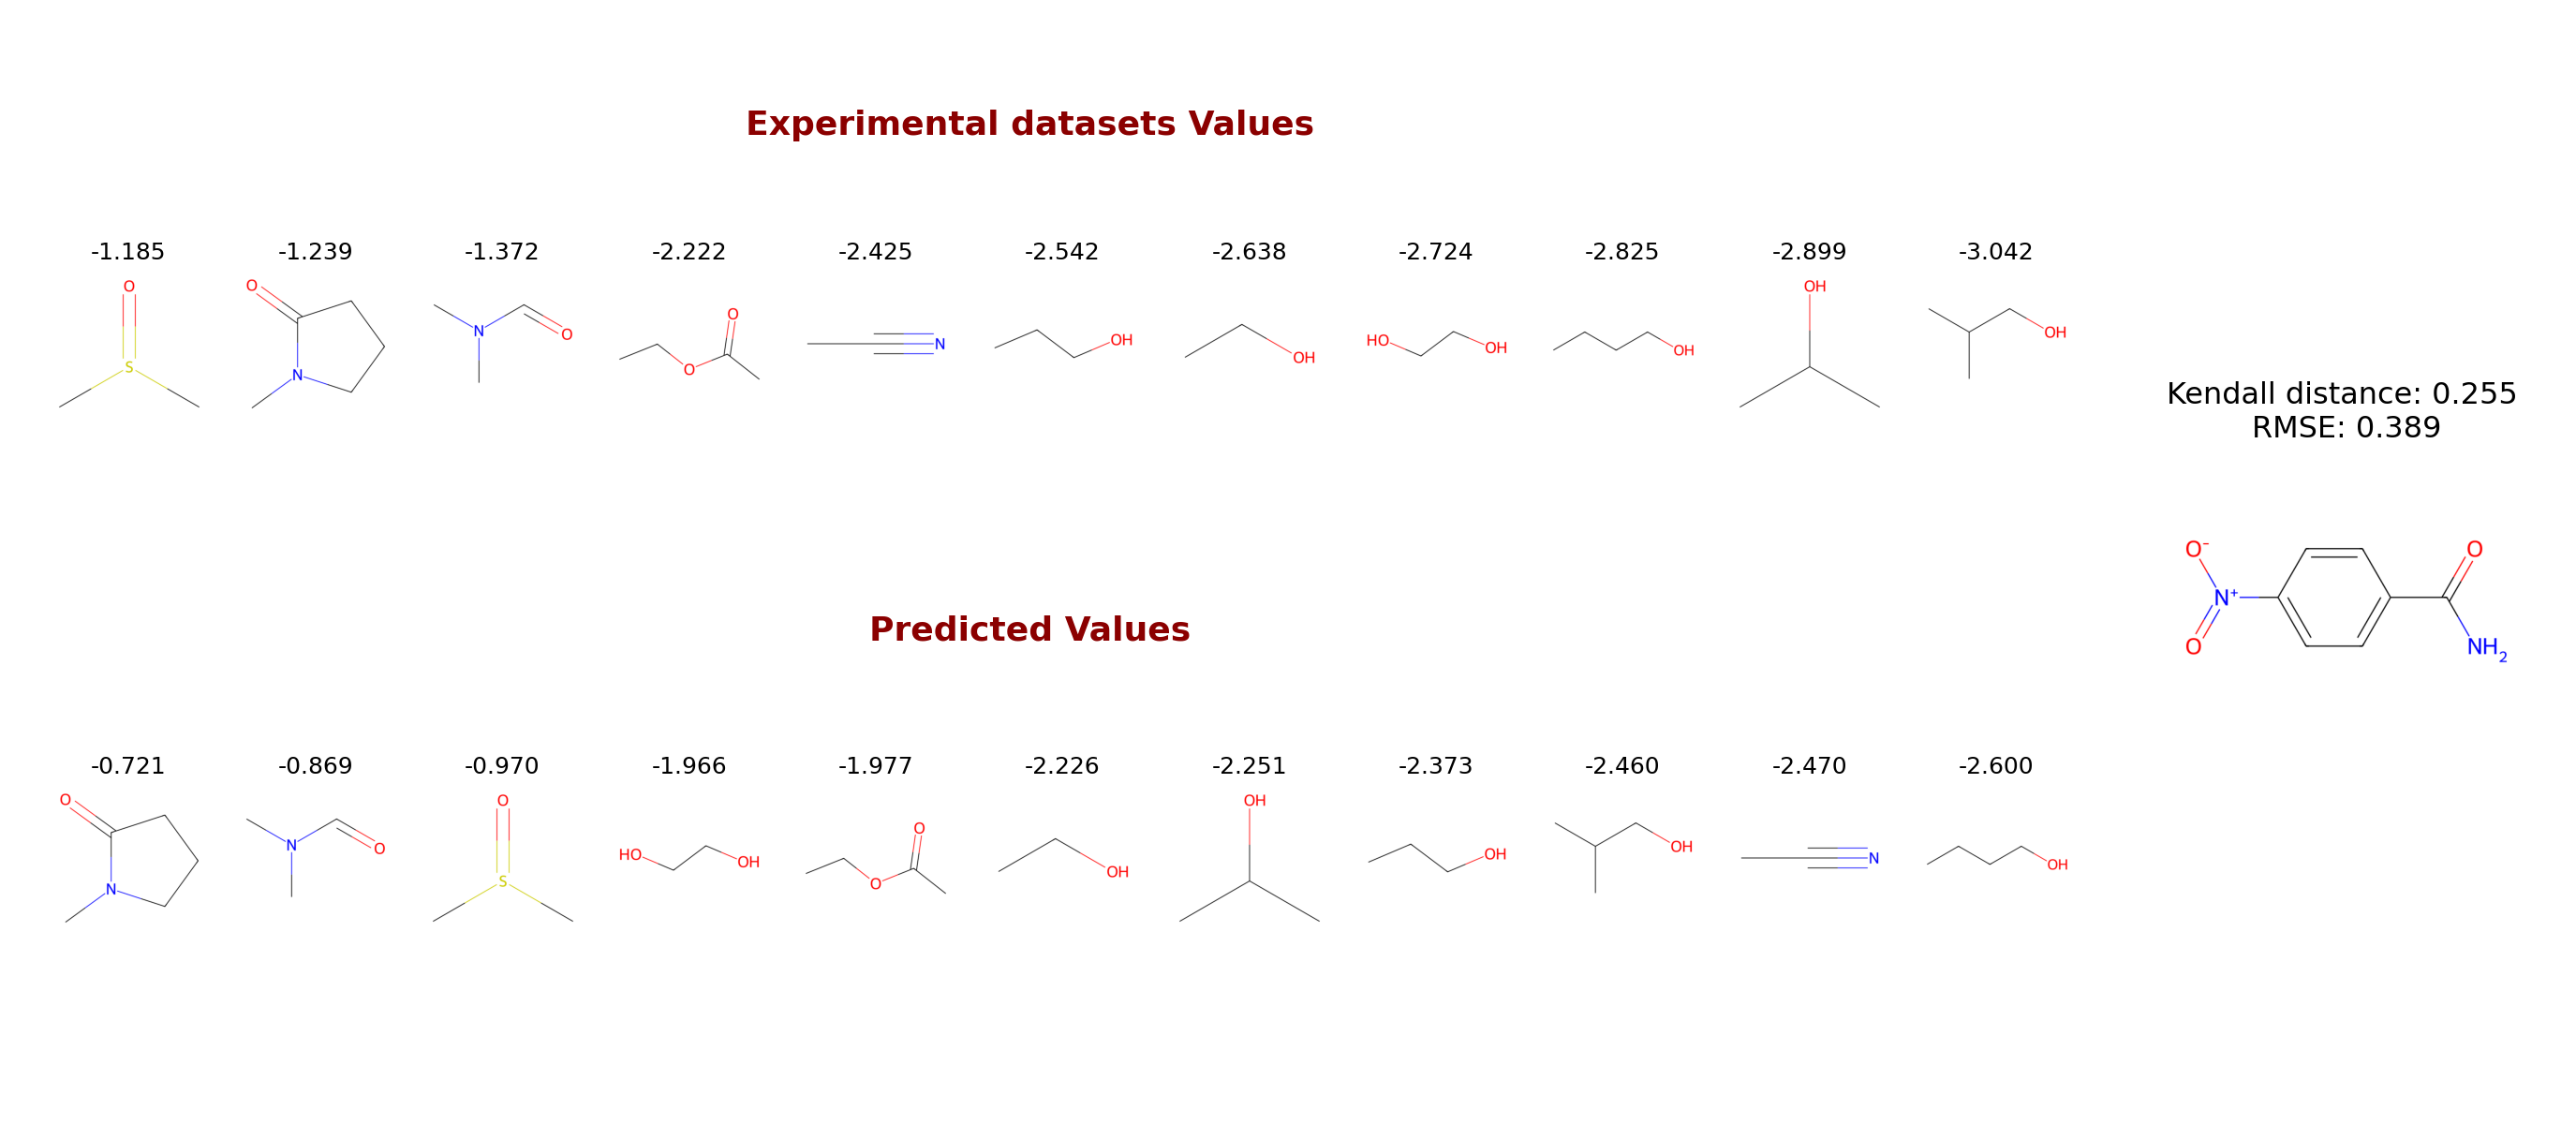 Experimental datasets Values
-1.185 -1.239 -1.372 -2.222 -2.425 -2.542 -2.638 -2.724 -2.825 -2.899 -3.042
O O N O O O N OH OH HO OH OH OH OH
S N
Kendall distance: 0.255
RMSE: 0.389
O⁻ N⁺ O O NH₂
Predicted Values
-0.721 -0.869 -0.970 -1.966 -1.977 -2.226 -2.251 -2.373 -2.460 -2.470 -2.600
O N O O HO OH O O OH OH OH OH N OH
N S